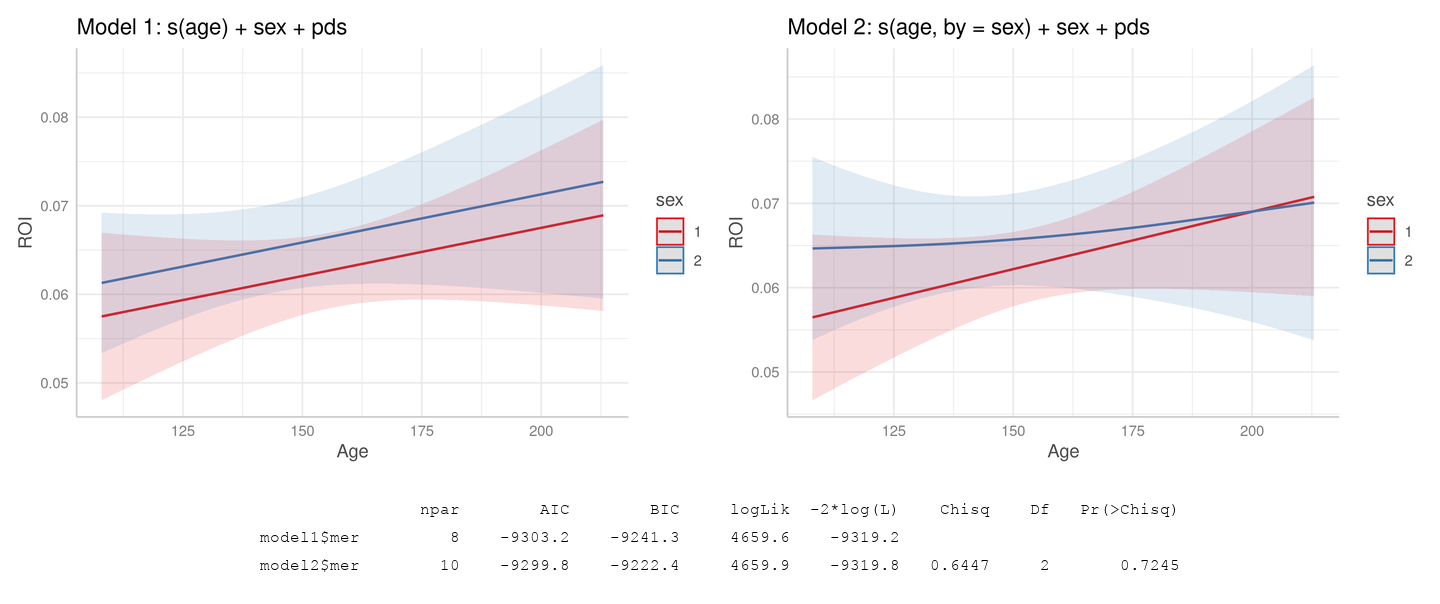 Model 1: s(age) + sex + pds
0.08
0.07
0.06
0.05
ROI
125 150 175 200
Age
sex
1
2
Model 2: s(age, by = sex) + sex + pds
0.08
0.07
0.06
0.05
ROI
125 150 175 200
Age
sex
1
2
npar AIC BIC logLik -2*log(L) Chisq Df Pr(>Chisq)
model1$mer 8 -9303.2 -9241.3 4659.6 -9319.2
model2$mer 10 -9299.8 -9222.4 4659.9 -9319.8 0.6447 2 0.7245